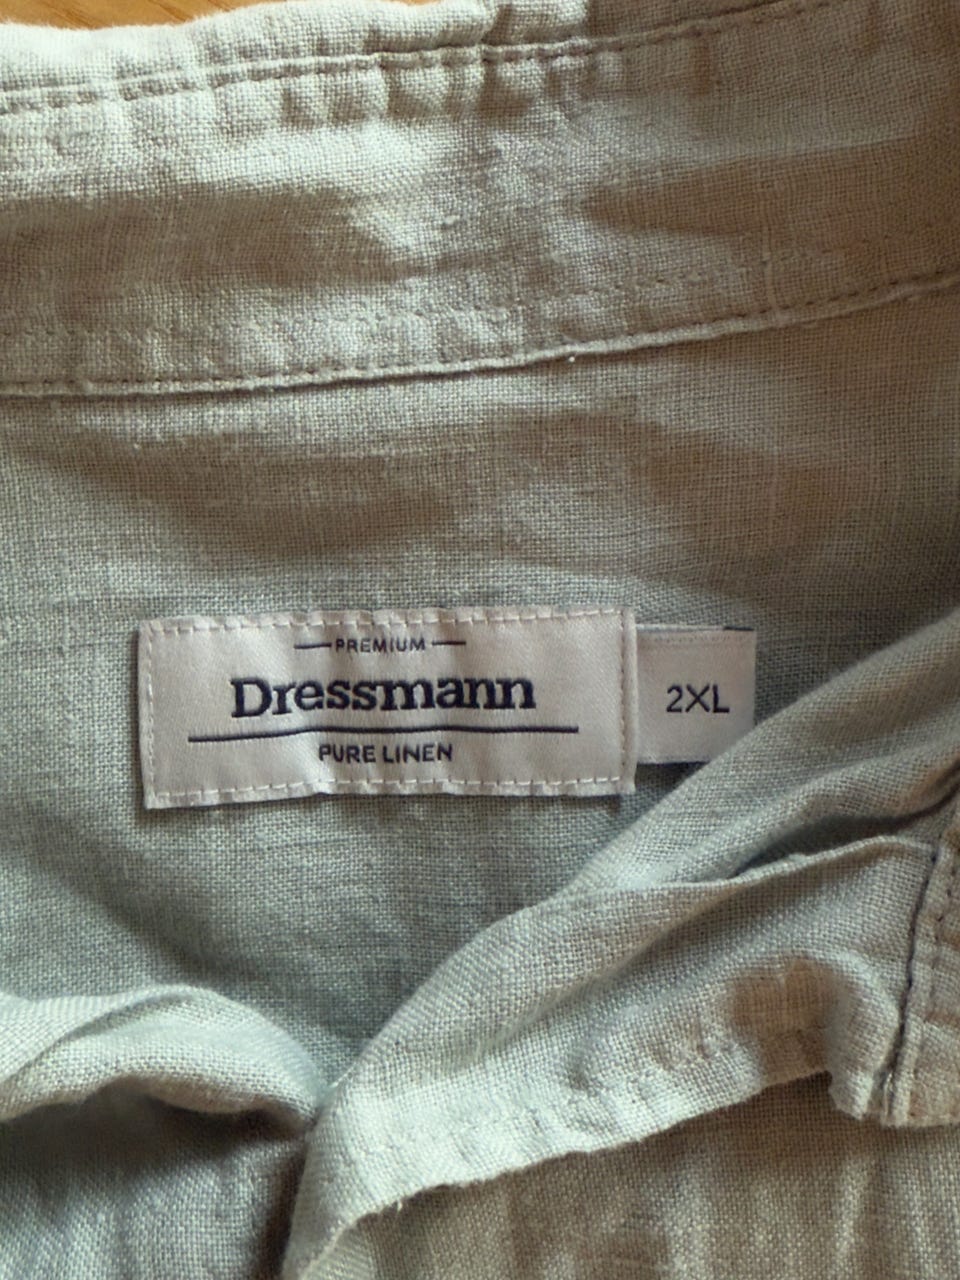 PREMIUM
Dressmann
PURE LINEN
2XL